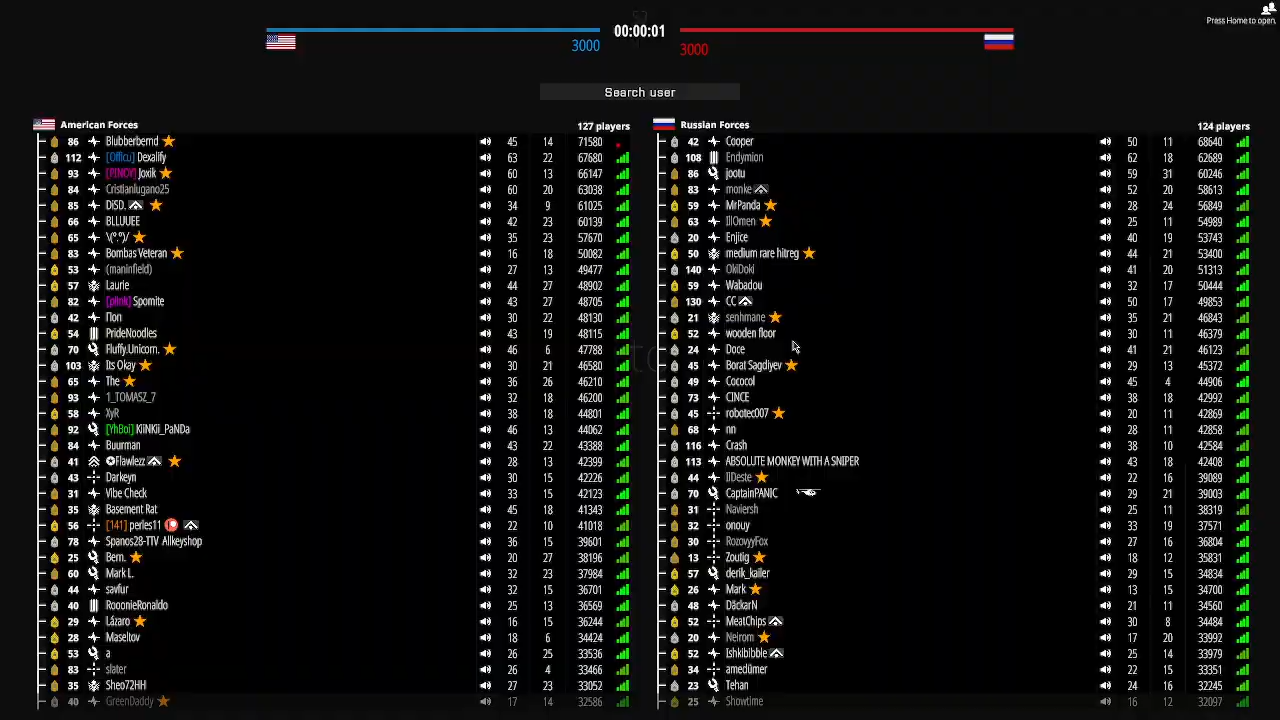 Press Home to open.
00:00:01
3000 3000
Search user
American Forces 127 players
86 Blubberbernd 45 14 71580
112 [Officu] Dexalify 63 22 67680
93 [PINOY] Joxik 60 13 66147
84 Cristianlugano25 60 20 63038
85 DiSD. 34 9 61025
66 BLLUUEE 42 23 60139
65 \(°.°)/ 35 23 57670
83 Bombas Veteran 16 18 50082
53 (maninfield) 27 13 49477
57 Laurie 44 27 48902
82 [plink] Spomite 43 27 48705
42 Поп 30 22 48130
54 PrideNoodles 43 19 48115
70 Fluffy.Unicorn. 46 6 47788
109 Its Okay 30 21 46580
65 The 36 26 46210
93 1_TOMASZ_7 32 18 46200
58 XyR 38 18 44801
92 [YhBoi] KiiNKii_PaNDa 46 13 44062
84 Buurman 43 22 43388
41 ✪Flawlezz 28 13 42399
43 Darkeyn 30 15 42226
31 Vibe Check 33 15 42123
35 Basement Rat 45 18 41343
56 [141] perles11 22 10 41018
78 Spanos28-TTV Allkeyshop 36 15 39601
25 Bern. 20 27 38196
60 Mark L. 32 23 37984
44 savfur 32 15 36701
40 RooonieRonaldo 25 13 36569
29 Lázaro 16 15 36244
28 Maseltov 18 6 34424
53 a 26 25 33536
83 slater 26 4 33466
35 Sheo72HH 27 23 33052
40 GreenDaddy 17 14 32586
Russian Forces 124 players
42 Cooper 50 11 68640
108 Endymion 62 18 62689
86 jootu 59 31 60246
83 monke 52 20 58613
59 MrPanda 28 24 56849
63 IllOmen 25 11 54989
20 Enjice 40 19 53743
50 medium rare hitreg 44 21 53400
140 OkiDoki 41 20 51313
59 Wabadou 32 17 50444
130 CC 50 17 49853
21 senhmane 35 21 46843
52 wooden floor 30 11 46379
24 Doce 41 21 46123
45 Borat Sagdiyev 29 13 45372
49 Cococol 45 4 44906
73 CINCE 38 18 42992
45 robotec007 20 11 42869
68 nn 28 11 42858
116 Crash 38 10 42584
113 ABSOLUTE MONKEY WITH A SNIPER 43 18 42408
44 IlDeste 22 16 39089
70 CaptainPANIC 29 21 39003
31 Naviersh 25 11 38319
32 onouy 33 19 37571
30 RozovyyFox 27 16 36804
13 Zoutig 18 12 35831
57 derik_kailer 29 15 34834
26 Mark 13 15 34700
48 DäckarN 21 11 34560
52 MeatChips 30 8 34484
20 Neirom 17 20 33992
52 Ishkibibble 25 14 33979
34 amedümer 22 15 33351
23 Tehan 24 16 32245
25 Showtime 16 12 32097